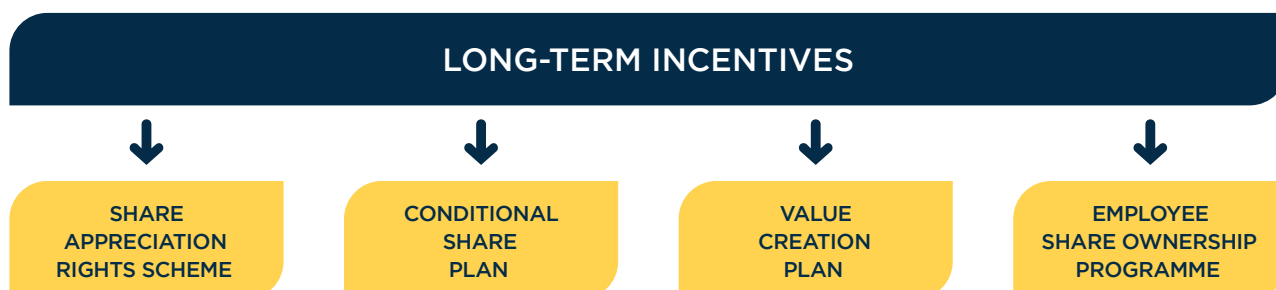 LONG-TERM INCENTIVES
SHARE
APPRECIATION
RIGHTS SCHEME
CONDITIONAL
SHARE
PLAN
VALUE
CREATION
PLAN
EMPLOYEE
SHARE OWNERSHIP
PROGRAMME